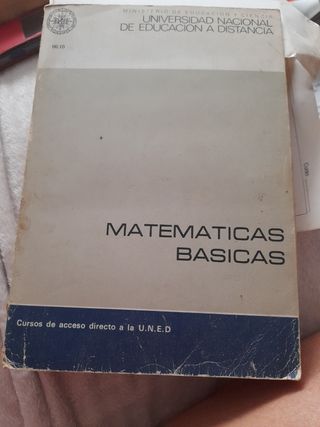 MINISTERIO DE EDUCACION Y CIENCIA
UNIVERSIDAD NACIONAL
DE EDUCACION A DISTANCIA
MATEMATICAS
BASICAS
Cursos de acceso directo a la U.N.E.D